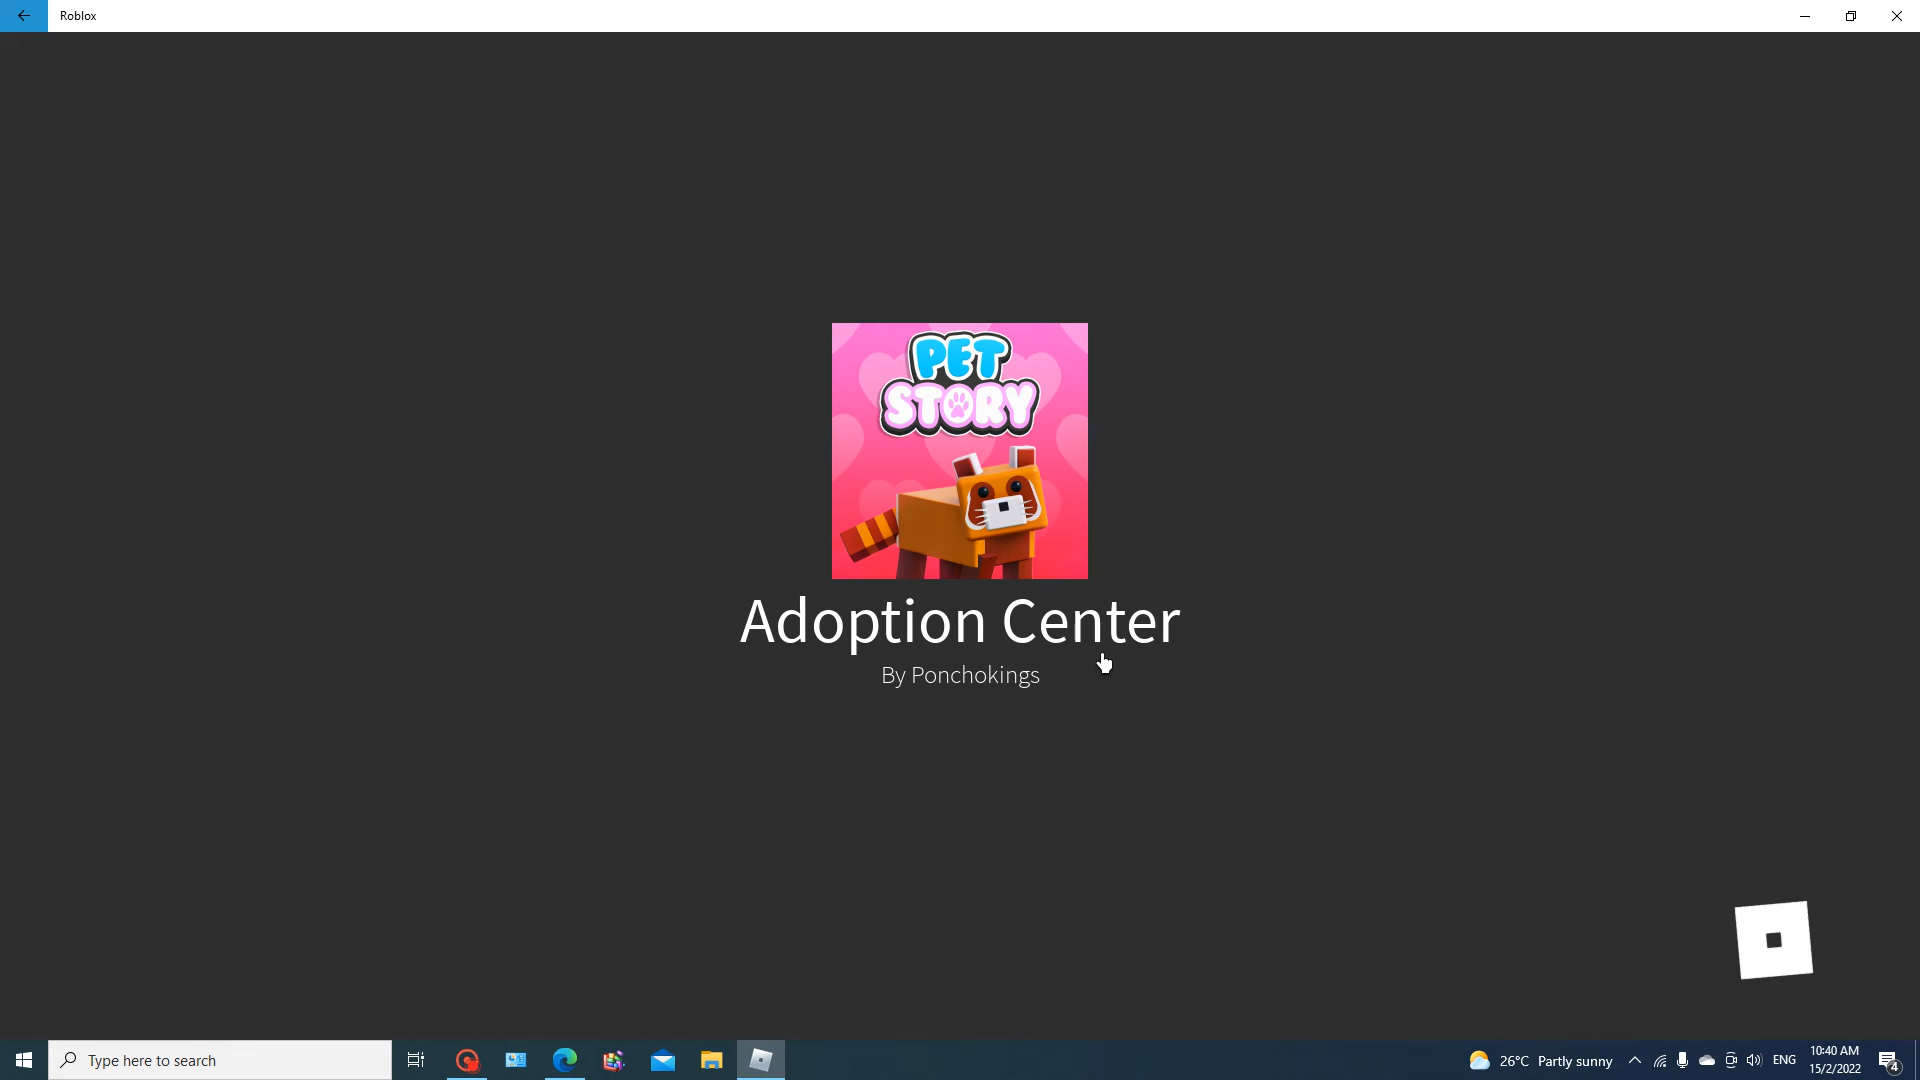 Roblox
PET
STORY
Adoption Center
By Ponchokings
Type here to search
26°C Partly sunny
ENG
10:40 AM
15/2/2022
4